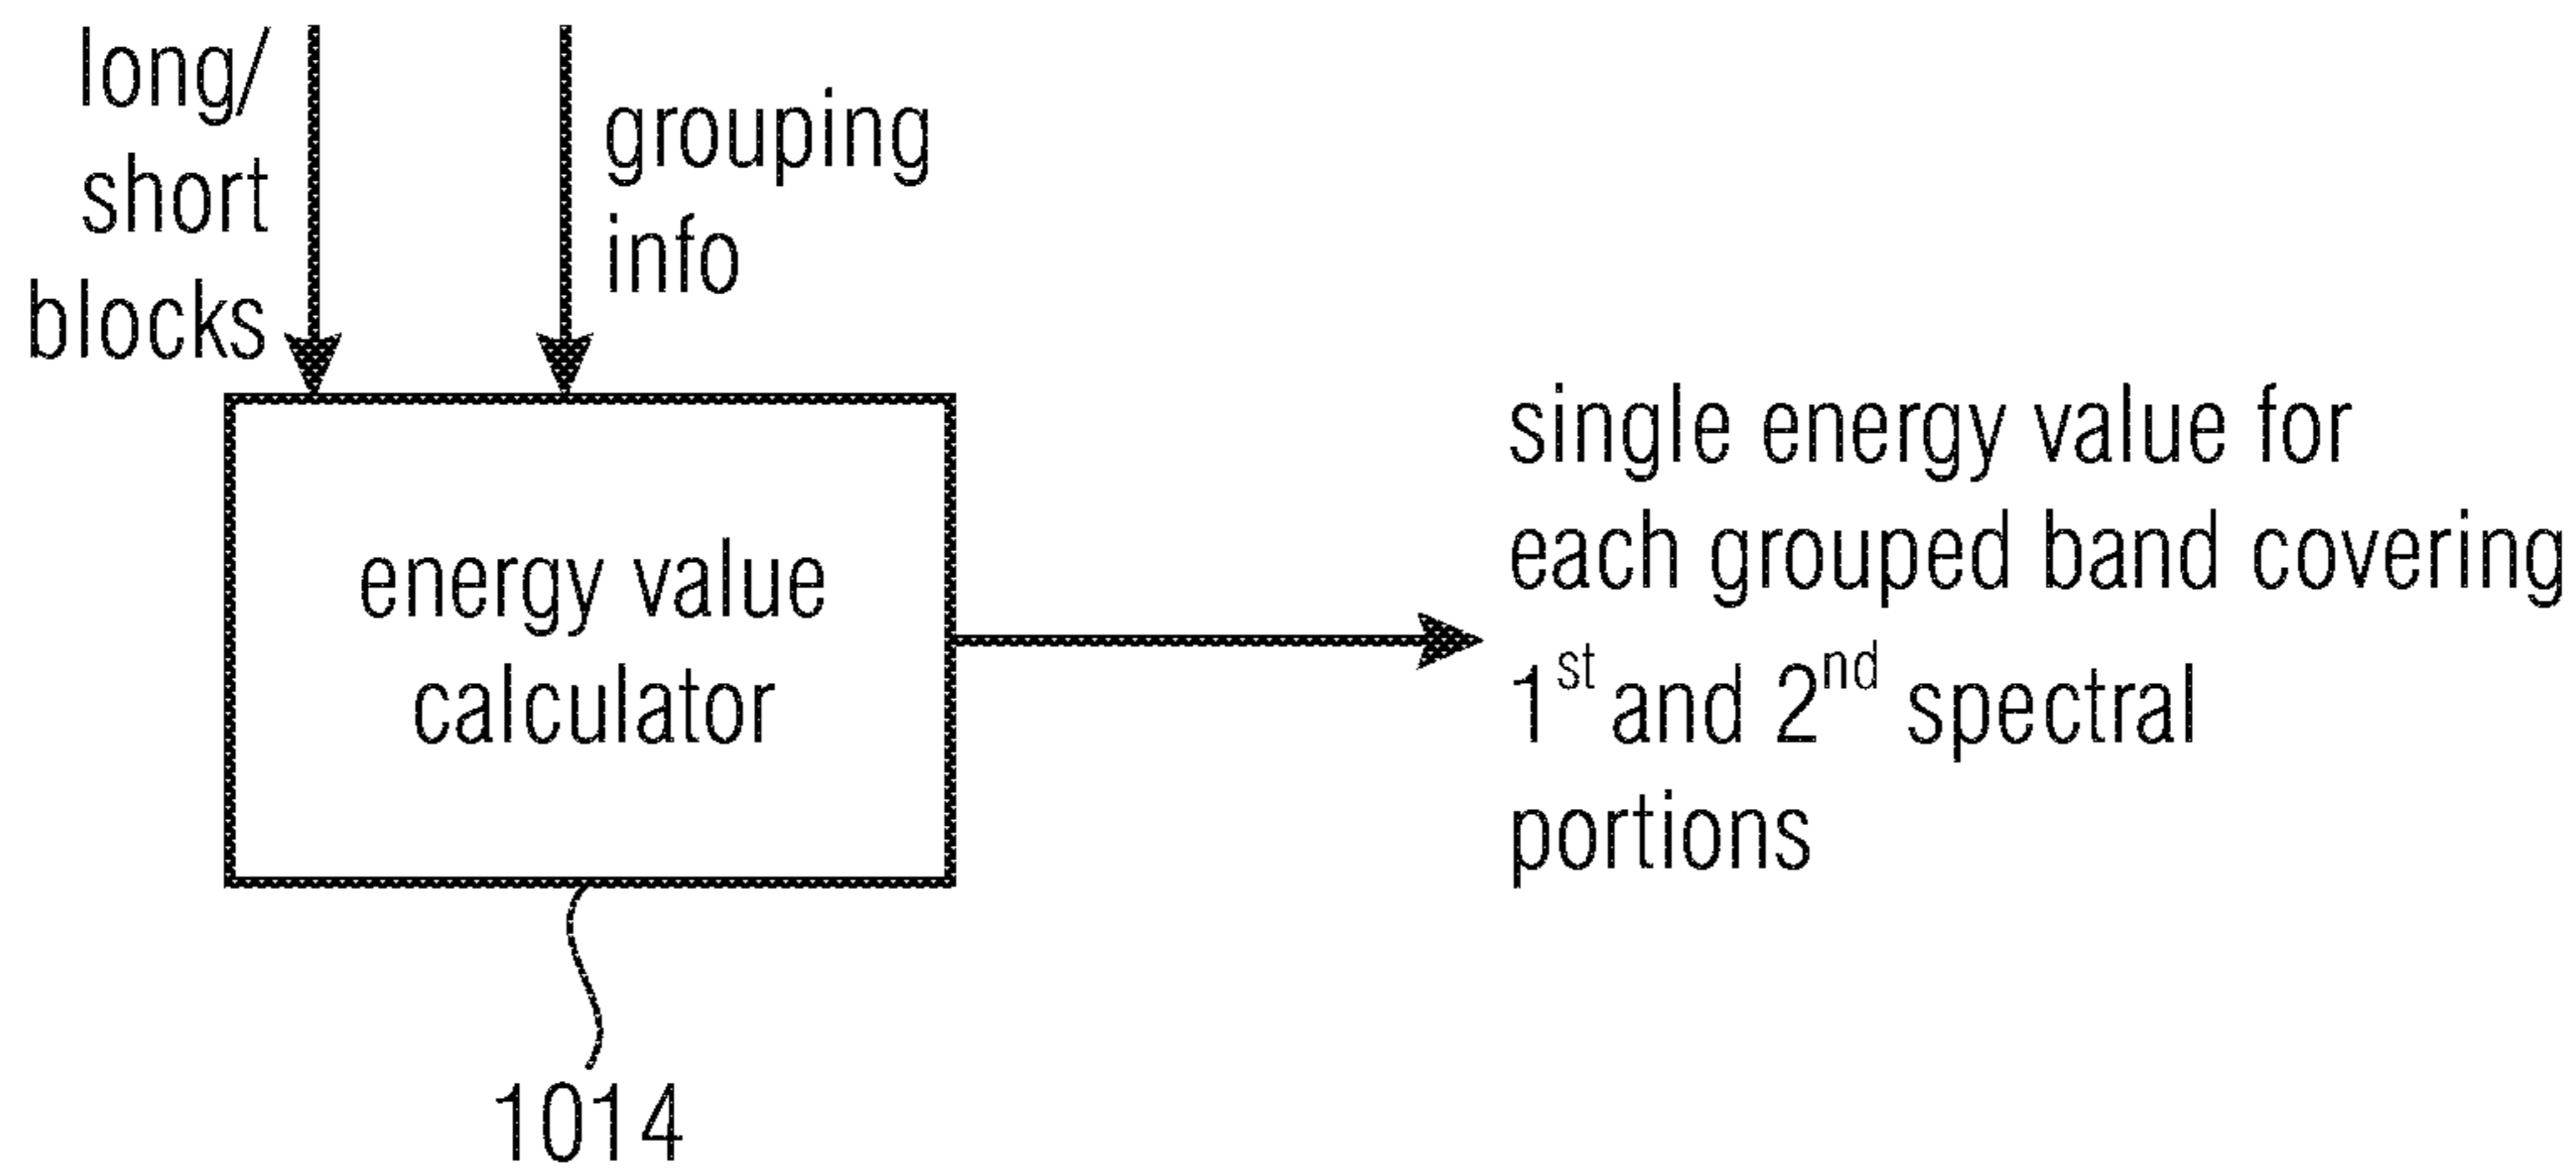 long/
short
blocks
grouping
info
energy value
calculator
single energy value for
each grouped band covering
1st and 2nd spectral
portions
1014